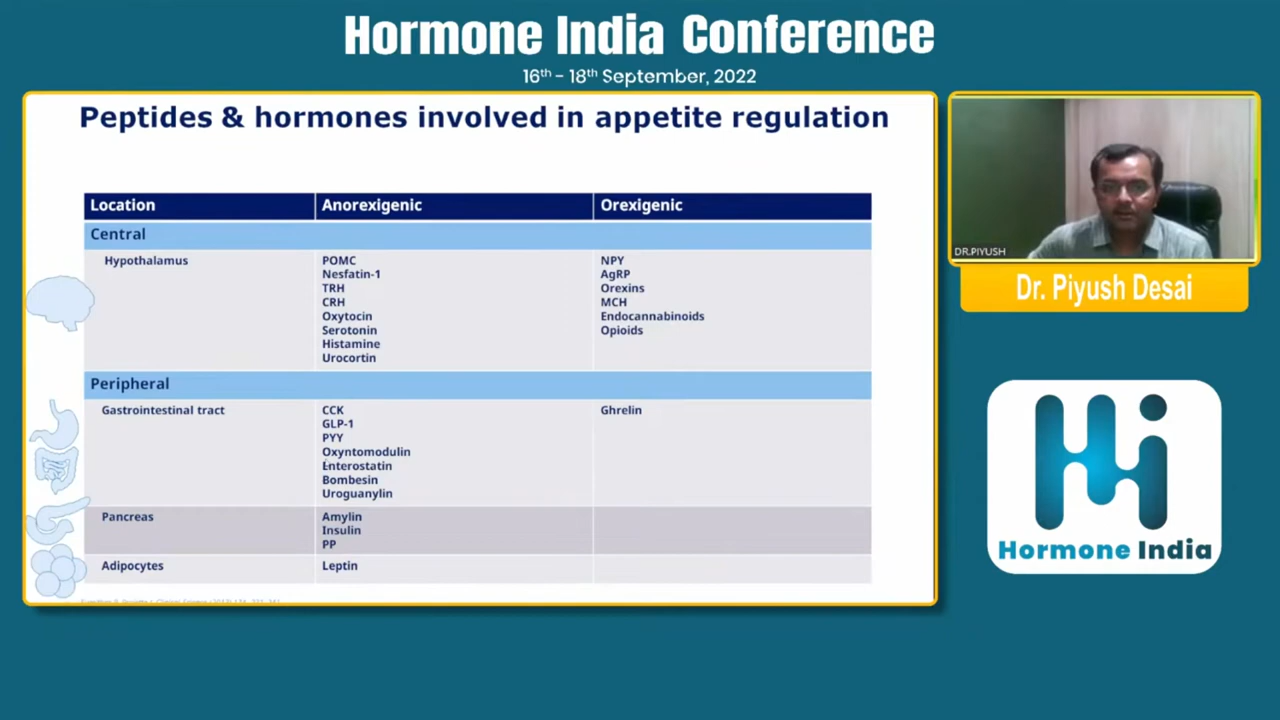 Hormone India Conference
16th - 18th September, 2022
Peptides & hormones involved in appetite regulation
Location Anorexigenic Orexigenic
Central
Hypothalamus POMC NPY
Nesfatin-1 AgRP
TRH Orexins
CRH MCH
Oxytocin Endocannabinoids
Serotonin Opioids
Histamine
Urocortin
Peripheral
Gastrointestinal tract CCK Ghrelin
GLP-1
PYY
Oxyntomodulin
Enterostatin
Bombesin
Uroguanylin
Pancreas Amylin
Insulin
PP
Adipocytes Leptin
DR.PIYUSH
Dr. Piyush Desai
Hi
Hormone India